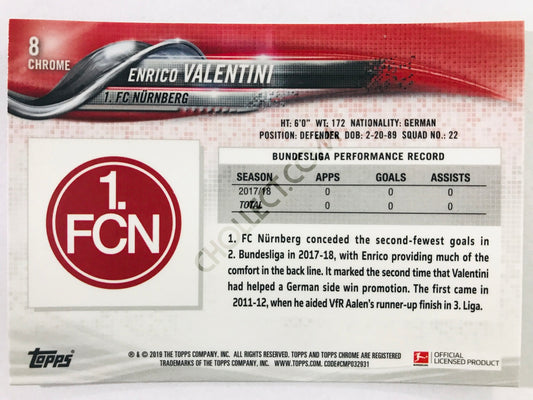 8
CHROME
ENRICO VALENTINI
1. FC NÜRNBERG
HT: 6'0" WT: 172 NATIONALITY: GERMAN
POSITION: DEFENDER DOB: 2-20-89 SQUAD NO.: 22
BUNDESLIGA PERFORMANCE RECORD
SEASON APPS GOALS ASSISTS
2017/18 0 0 0
TOTAL 0 0 0
1.
FCN
1. FC Nürnberg conceded the second-fewest goals in
2. Bundesliga in 2017-18, with Enrico providing much of the
comfort in the back line. It marked the second time that Valentini
had helped a German side win promotion. The first came in
2011-12, when he aided VfR Aalen's runner-up finish in 3. Liga.
topps
® & © 2019 THE TOPPS COMPANY, INC. ALL RIGHTS RESERVED. TOPPS AND TOPPS CHROME ARE REGISTERED
TRADEMARKS OF THE TOPPS COMPANY, INC. WWW.TOPPS.COM. CODE#CMP032931
OFFICIAL
LICENSED PRODUCT